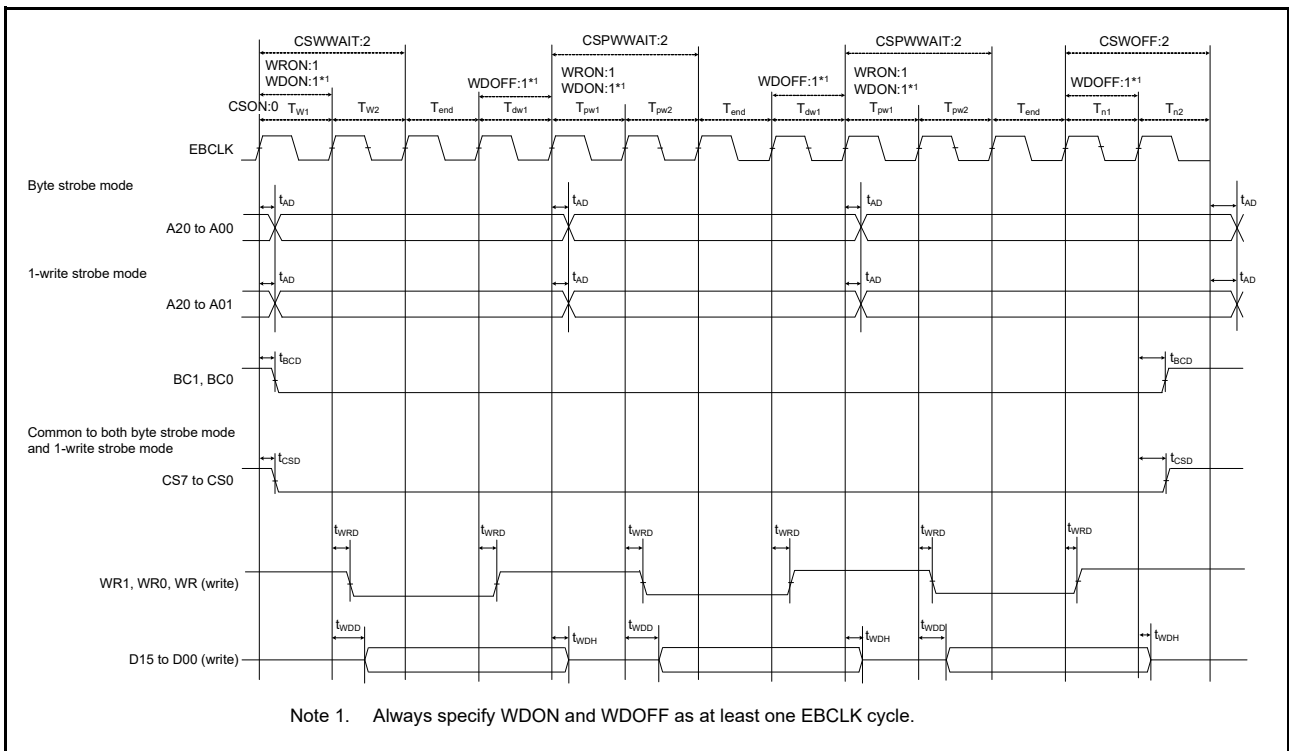 CSWWAIT:2 CSPWWAIT:2 CSPWWAIT:2 CSWOFF:2
WRON:1 WRON:1 WRON:1
WDON:1*1 WDOFF:1*1 WDON:1*1 WDOFF:1*1 WDON:1*1 WDOFF:1*1
CSON:0 TW1 TW2 Tend Tdw1 Tpw1 Tpw2 Tend Tdw1 Tpw1 Tpw2 Tend Tn1 Tn2
EBCLK
Byte strobe mode
tAD tAD tAD tAD
A20 to A00
1-write strobe mode
tAD tAD tAD tAD
A20 to A01
tBCD tBCD
BC1, BC0
Common to both byte strobe mode
and 1-write strobe mode
tCSD tCSD
CS7 to CS0
tWRD tWRD tWRD tWRD tWRD tWRD
WR1, WR0, WR (write)
tWDD tWDH tWDD tWDH tWDD tWDH
D15 to D00 (write)
Note 1. Always specify WDON and WDOFF as at least one EBCLK cycle.